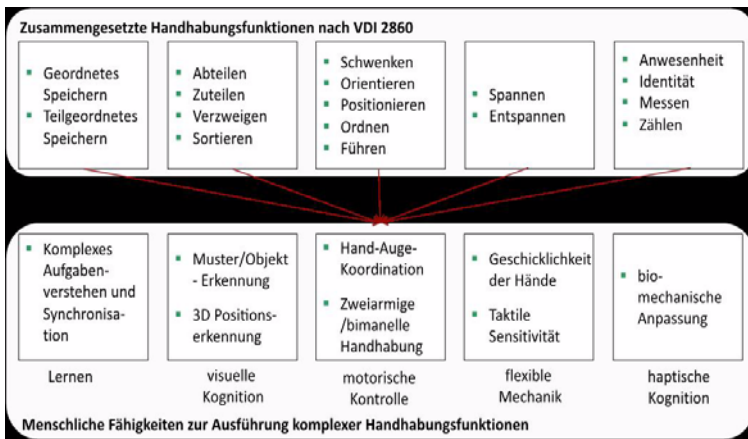 Zusammengesetzte Handhabungsfunktionen nach VDI 2860
Geordnetes
Speichern
Teilgeordnetes
Speichern
Abteilen
Zuteilen
Verzweigen
Sortieren
Schwenken
Orientieren
Positionieren
Ordnen
Führen
Spannen
Entspannen
Anwesenheit
Identität
Messen
Zählen
Komplexes
Aufgaben-
verstehen und
Synchronisa-
tion
Muster/Objekt
- Erkennung
3D Positions-
erkennung
Hand-Auge-
Koordination
Zweiarmige
/bimanelle
Handhabung
Geschicklichkeit
der Hände
Taktile
Sensitivität
bio-
mechanische
Anpassung
Lernen
visuelle
Kognition
motorische
Kontrolle
flexible
Mechanik
haptische
Kognition
Menschliche Fähigkeiten zur Ausführung komplexer Handhabungsfunktionen